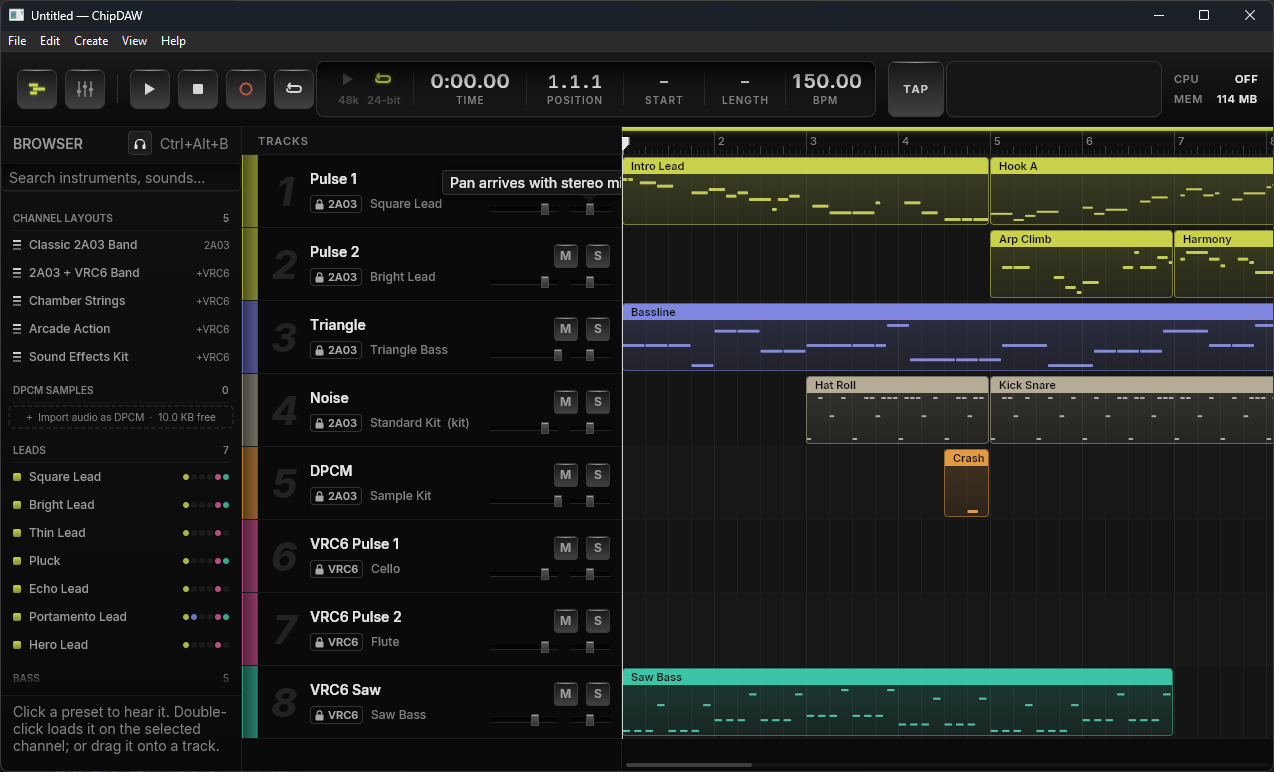 Untitled — ChipDAW
File Edit Create View Help
48k 24-bit
0:00.00
TIME
1.1.1
POSITION
–
START
–
LENGTH
150.00
BPM
TAP
CPU OFF
MEM 114 MB
BROWSER Ctrl+Alt+B
Search instruments, sounds...
CHANNEL LAYOUTS 5
Classic 2A03 Band 2A03
2A03 + VRC6 Band +VRC6
Chamber Strings +VRC6
Arcade Action +VRC6
Sound Effects Kit +VRC6
DPCM SAMPLES 0
+ Import audio as DPCM · 10.0 KB free
LEADS 7
Square Lead
Bright Lead
Thin Lead
Pluck
Echo Lead
Portamento Lead
Hero Lead
BASS 5
Click a preset to hear it. Double-
click loads it on the selected
channel; or drag it onto a track.
TRACKS
1 Pulse 1
2A03 Square Lead
Pan arrives with stereo mi
2 Pulse 2 M S
2A03 Bright Lead
3 Triangle M S
2A03 Triangle Bass
4 Noise M S
2A03 Standard Kit (kit)
5 DPCM M S
2A03 Sample Kit
6 VRC6 Pulse 1 M S
VRC6 Cello
7 VRC6 Pulse 2 M S
VRC6 Flute
8 VRC6 Saw M S
VRC6 Saw Bass
2 3 4 5 6 7 8
Intro Lead Hook A
Arp Climb Harmony
Bassline
Hat Roll Kick Snare
Crash
Saw Bass